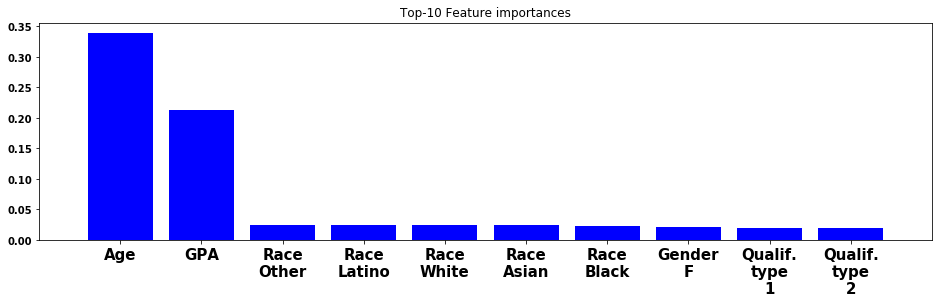 Top-10 Feature importances
0.35
0.30
0.25
0.20
0.15
0.10
0.05
0.00
Age
GPA
Race
Other
Race
Latino
Race
White
Race
Asian
Race
Black
Gender
F
Qualif.
type
1
Qualif.
type
2